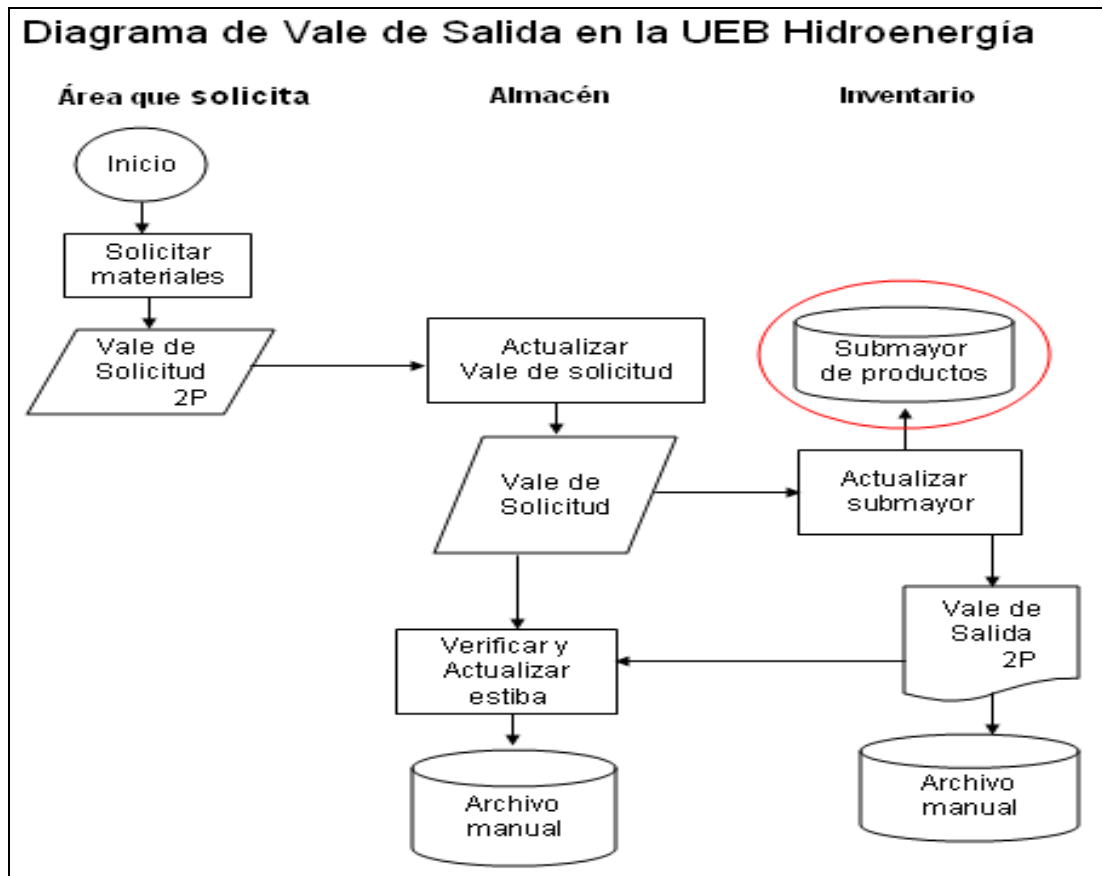 Diagrama de Vale de Salida en la UEB Hidroenergía
Área que solicita
Almacén
Inventario
Inicio
Solicitar
materiales
Vale de
Solicitud
2P
Actualizar
Vale de solicitud
Submayor
de productos
Vale de
Solicitud
Actualizar
submayor
Vale de
Salida
2P
Verificar y
Actualizar
estiba
Archivo
manual
Archivo
manual